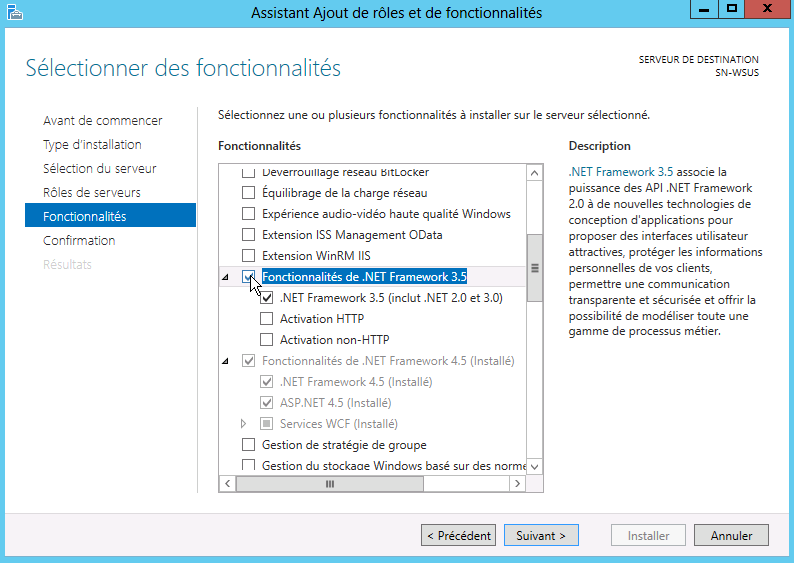 Assistant Ajout de rôles et de fonctionnalités
Sélectionner des fonctionnalités
SERVEUR DE DESTINATION
SN-WSUS
Avant de commencer
Type d'installation
Sélection du serveur
Rôles de serveurs
Fonctionnalités
Confirmation
Résultats
Sélectionnez une ou plusieurs fonctionnalités à installer sur le serveur sélectionné.
Fonctionnalités
Déverrouillage réseau BitLocker
Équilibrage de la charge réseau
Expérience audio-vidéo haute qualité Windows
Extension ISS Management OData
Extension WinRM IIS
Fonctionnalités de .NET Framework 3.5
.NET Framework 3.5 (inclut .NET 2.0 et 3.0)
Activation HTTP
Activation non-HTTP
Fonctionnalités de .NET Framework 4.5 (Installé)
.NET Framework 4.5 (Installé)
ASP.NET 4.5 (Installé)
Services WCF (Installé)
Gestion de stratégie de groupe
Gestion du stockage Windows basé sur des norme
Description
.NET Framework 3.5 associe la
puissance des API .NET Framework
2.0 à de nouvelles technologies de
conception d'applications pour
proposer des interfaces utilisateur
attractives, protéger les informations
personnelles de vos clients,
permettre une communication
transparente et sécurisée et offrir la
possibilité de modéliser toute une
gamme de processus métier.
< Précédent
Suivant >
Installer
Annuler